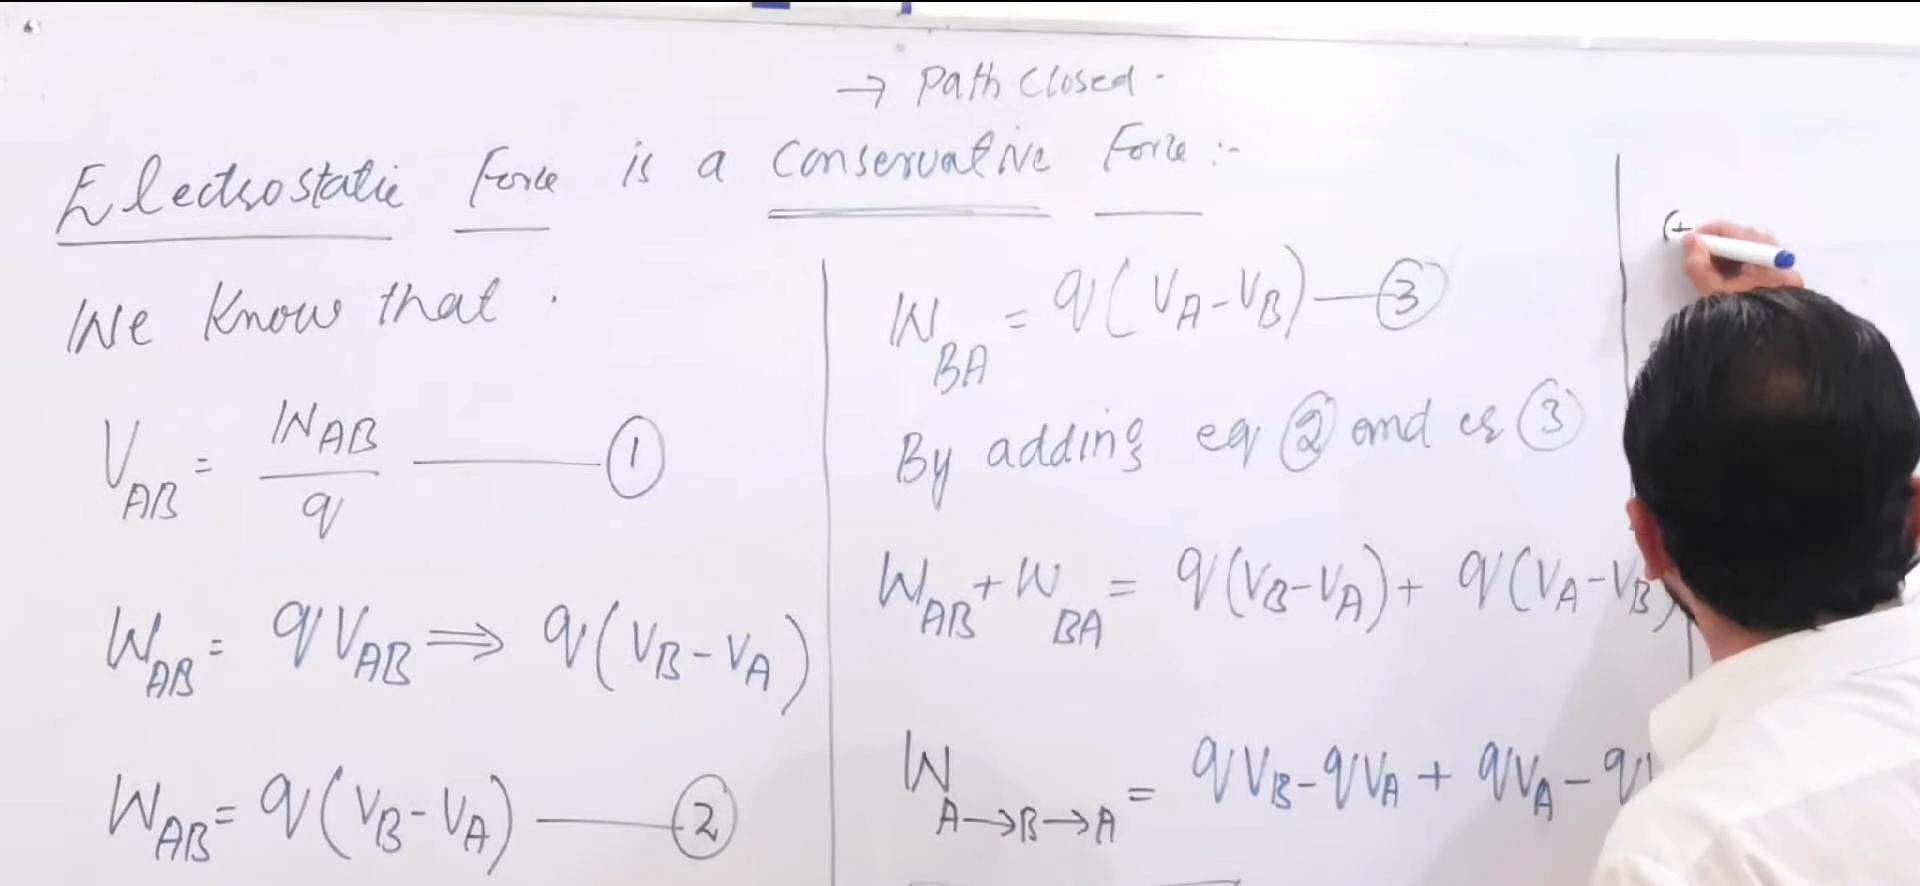 → Path Closed.
Electrostatic Force is a Conservative Force :-
We Know that .
V_AB = W_AB / q —— ①
W_AB = qV_AB ⟹ q(V_B - V_A)
W_AB = q(V_B - V_A) —— ②
W_BA = q(V_A - V_B) — ③
By adding eq ② and eq ③
W_AB + W_BA = q(V_B - V_A) + q(V_A - V_B)
W_A→B→A = qV_B - qV_A + qV_A - q
(+